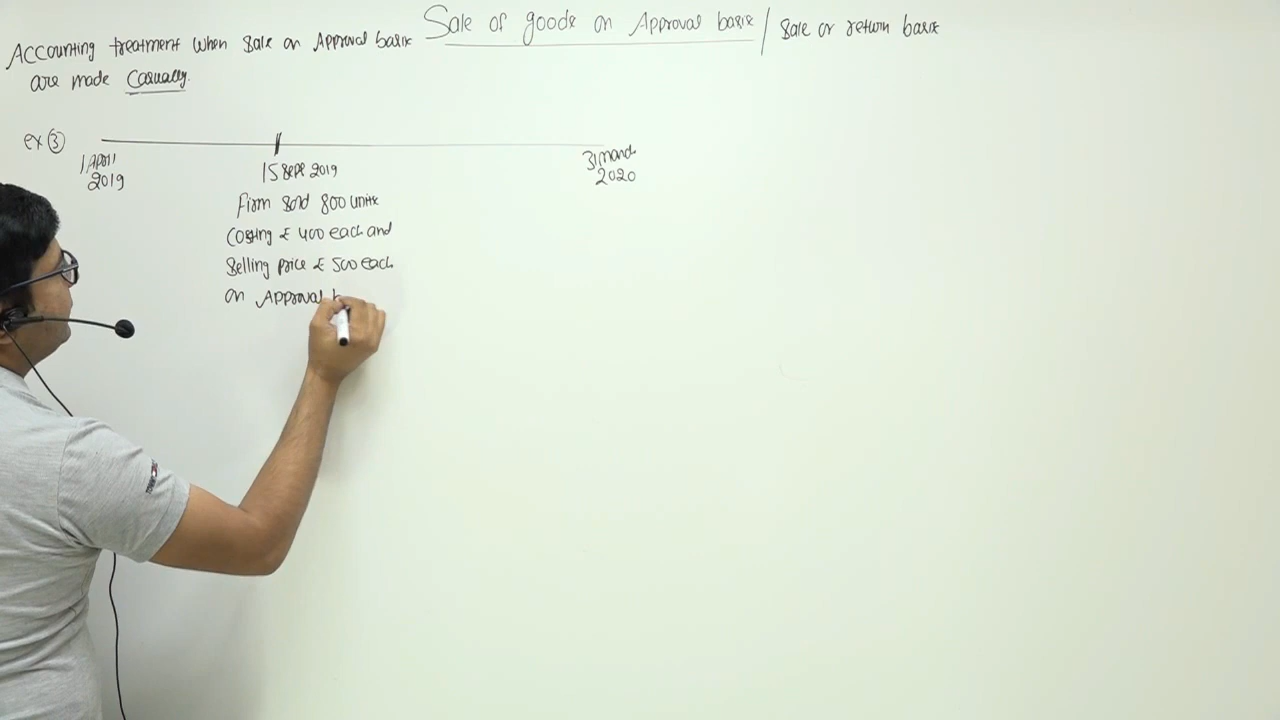 Sale of goods on Approval basis / Sale or return basis
Accounting treatment when Sale on Approval basis
are made Casually.
ex ③
1 April
2019
15 Sept 2019
31 March
2020
Firm Sold 800 units
Costing ₤ 400 each and
Selling price ₤ 500 each
on Approval b